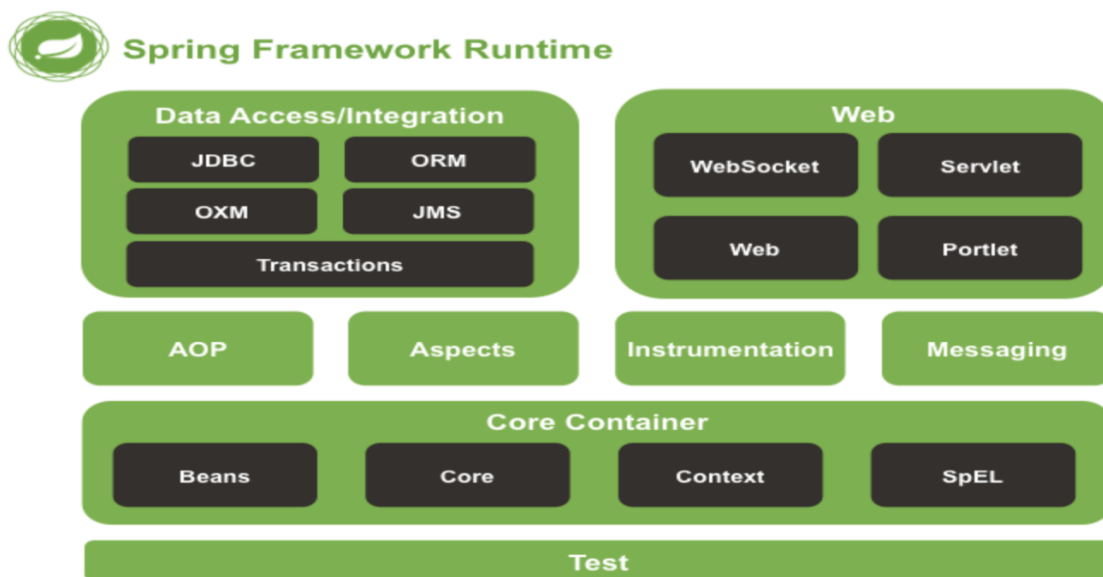 Spring Framework Runtime
Data Access/Integration
JDBC ORM
OXM JMS
Transactions
Web
WebSocket Servlet
Web Portlet
AOP Aspects Instrumentation Messaging
Core Container
Beans Core Context SpEL
Test